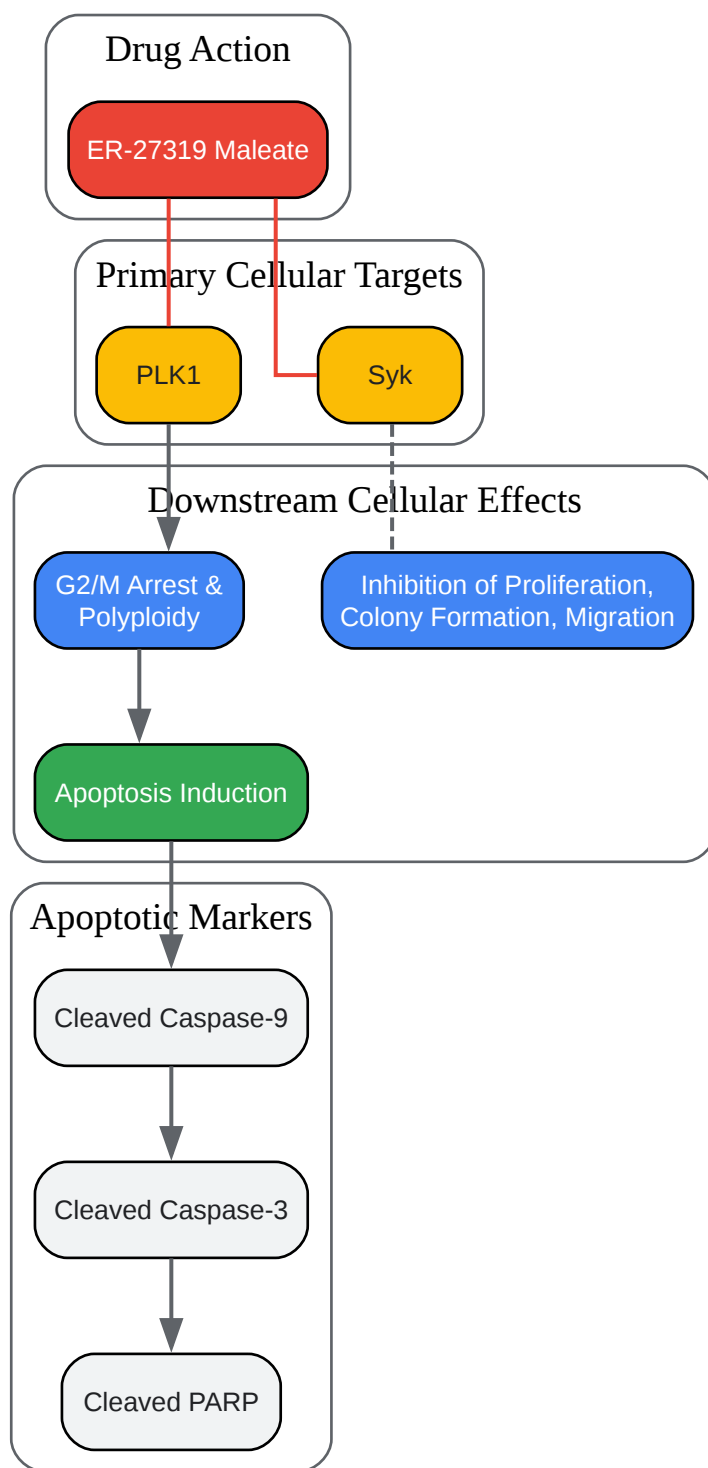 Drug Action
ER-27319 Maleate
Primary Cellular Targets
PLK1
Syk
Downstream Cellular Effects
G2/M Arrest &
Polyploidy
Inhibition of Proliferation,
Colony Formation, Migration
Apoptosis Induction
Apoptotic Markers
Cleaved Caspase-9
Cleaved Caspase-3
Cleaved PARP